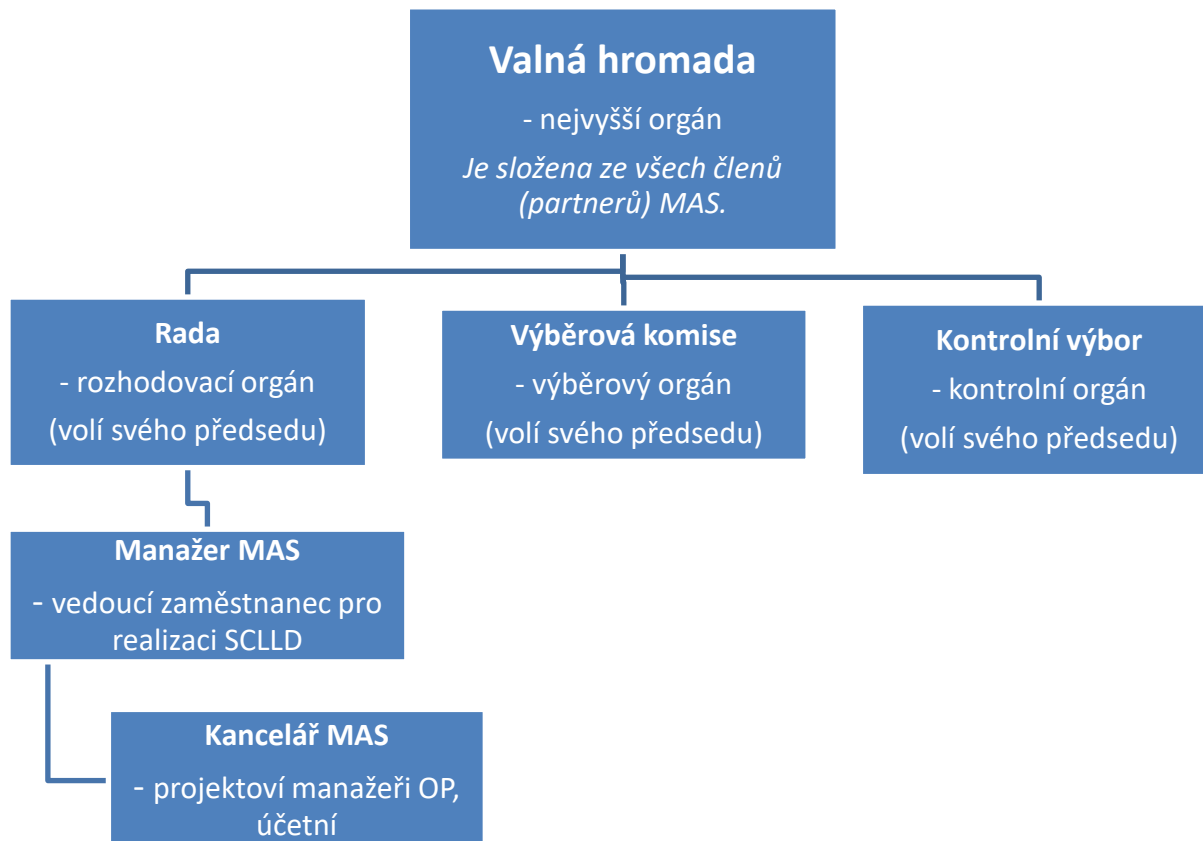 Valná hromada
- nejvyšší orgán
Je složena ze všech členů
(partnerů) MAS.
Rada
- rozhodovací orgán
(volí svého předsedu)
Výběrová komise
- výběrový orgán
(volí svého předsedu)
Kontrolní výbor
- kontrolní orgán
(volí svého předsedu)
Manažer MAS
- vedoucí zaměstnanec pro
realizaci SCLLD
Kancelář MAS
- projektoví manažeři OP,
účetní